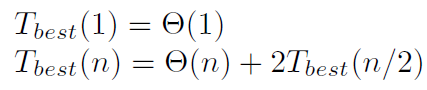 T_{best}(1) = Θ(1)
T_{best}(n) = Θ(n) + 2T_{best}(n/2)